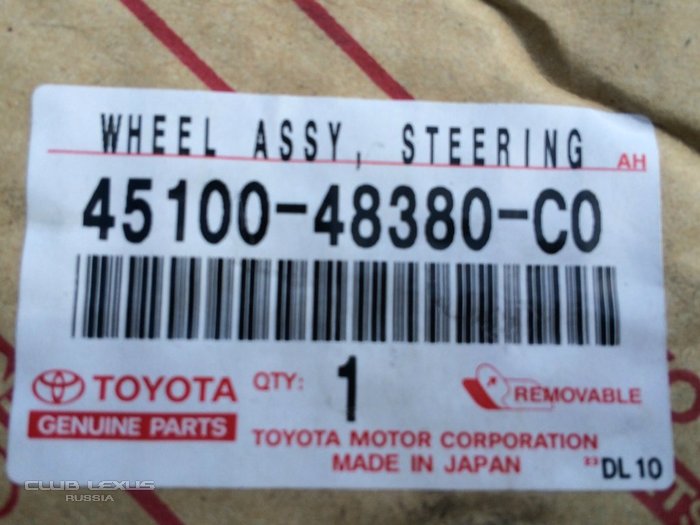 WHEEL ASSY, STEERING AH
45100-48380-C0
TOYOTA QTY: 1 REMOVABLE
GENUINE PARTS
TOYOTA MOTOR CORPORATION
MADE IN JAPAN DL10
CLUB LEXUS
RUSSIA